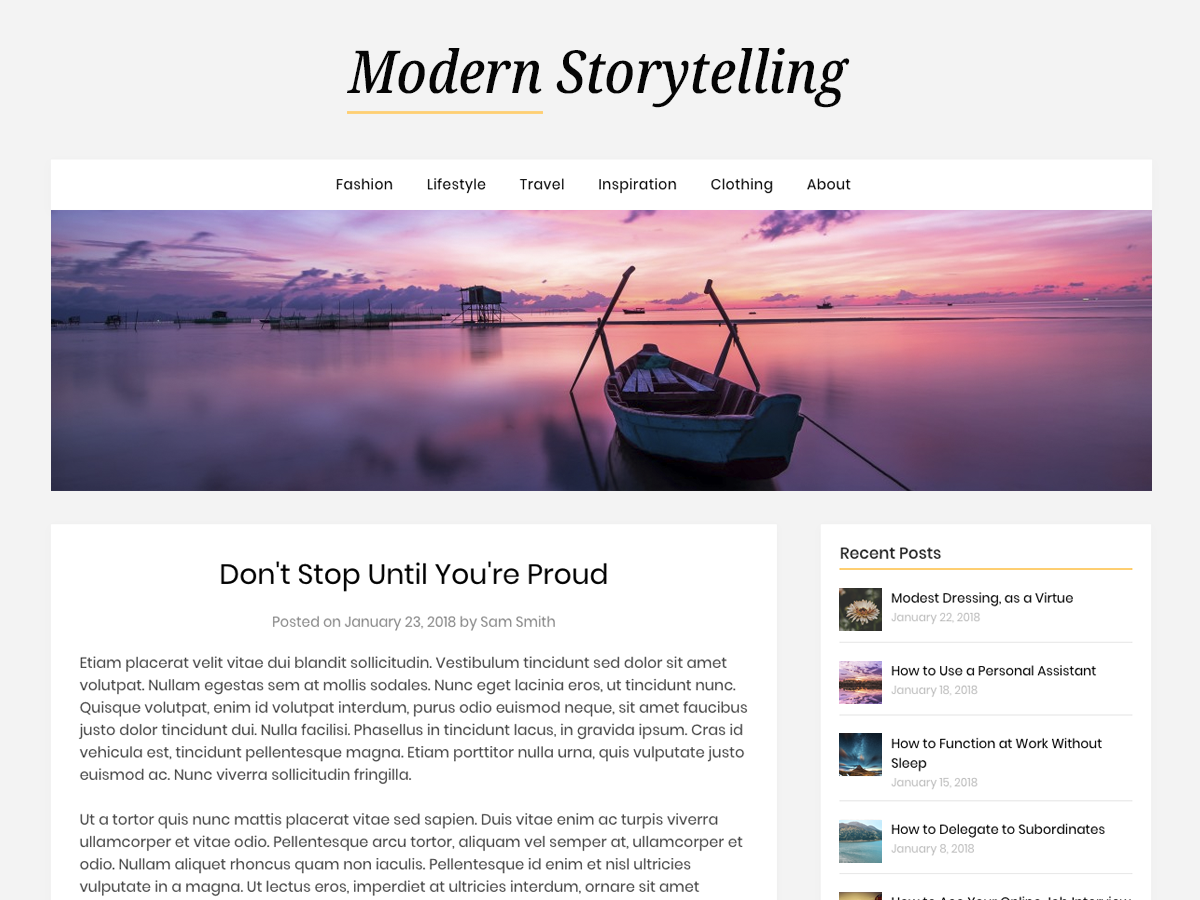 Modern Storytelling
Fashion Lifestyle Travel Inspiration Clothing About
Don't Stop Until You're Proud
Posted on January 23, 2018 by Sam Smith
Etiam placerat velit vitae dui blandit sollicitudin. Vestibulum tincidunt sed dolor sit amet
volutpat. Nullam egestas sem at mollis sodales. Nunc eget lacinia eros, ut tincidunt nunc.
Quisque volutpat, enim id volutpat interdum, purus odio euismod neque, sit amet faucibus
justo dolor tincidunt dui. Nulla facilisi. Phasellus in tincidunt lacus, in gravida ipsum. Cras id
vehicula est, tincidunt pellentesque magna. Etiam porttitor nulla urna, quis vulputate justo
euismod ac. Nunc viverra sollicitudin fringilla.
Ut a tortor quis nunc mattis placerat vitae sed sapien. Duis vitae enim ac turpis viverra
ullamcorper et vitae odio. Pellentesque arcu tortor, aliquam vel semper at, ullamcorper et
odio. Nullam aliquet rhoncus quam non iaculis. Pellentesque id enim et nisl ultricies
vulputate in a magna. Ut lectus eros, imperdiet at ultricies interdum, ornare sit amet
Recent Posts
Modest Dressing, as a Virtue
January 22, 2018
How to Use a Personal Assistant
January 18, 2018
How to Function at Work Without
Sleep
January 15, 2018
How to Delegate to Subordinates
January 8, 2018
How to Ace Your Online Job Interview